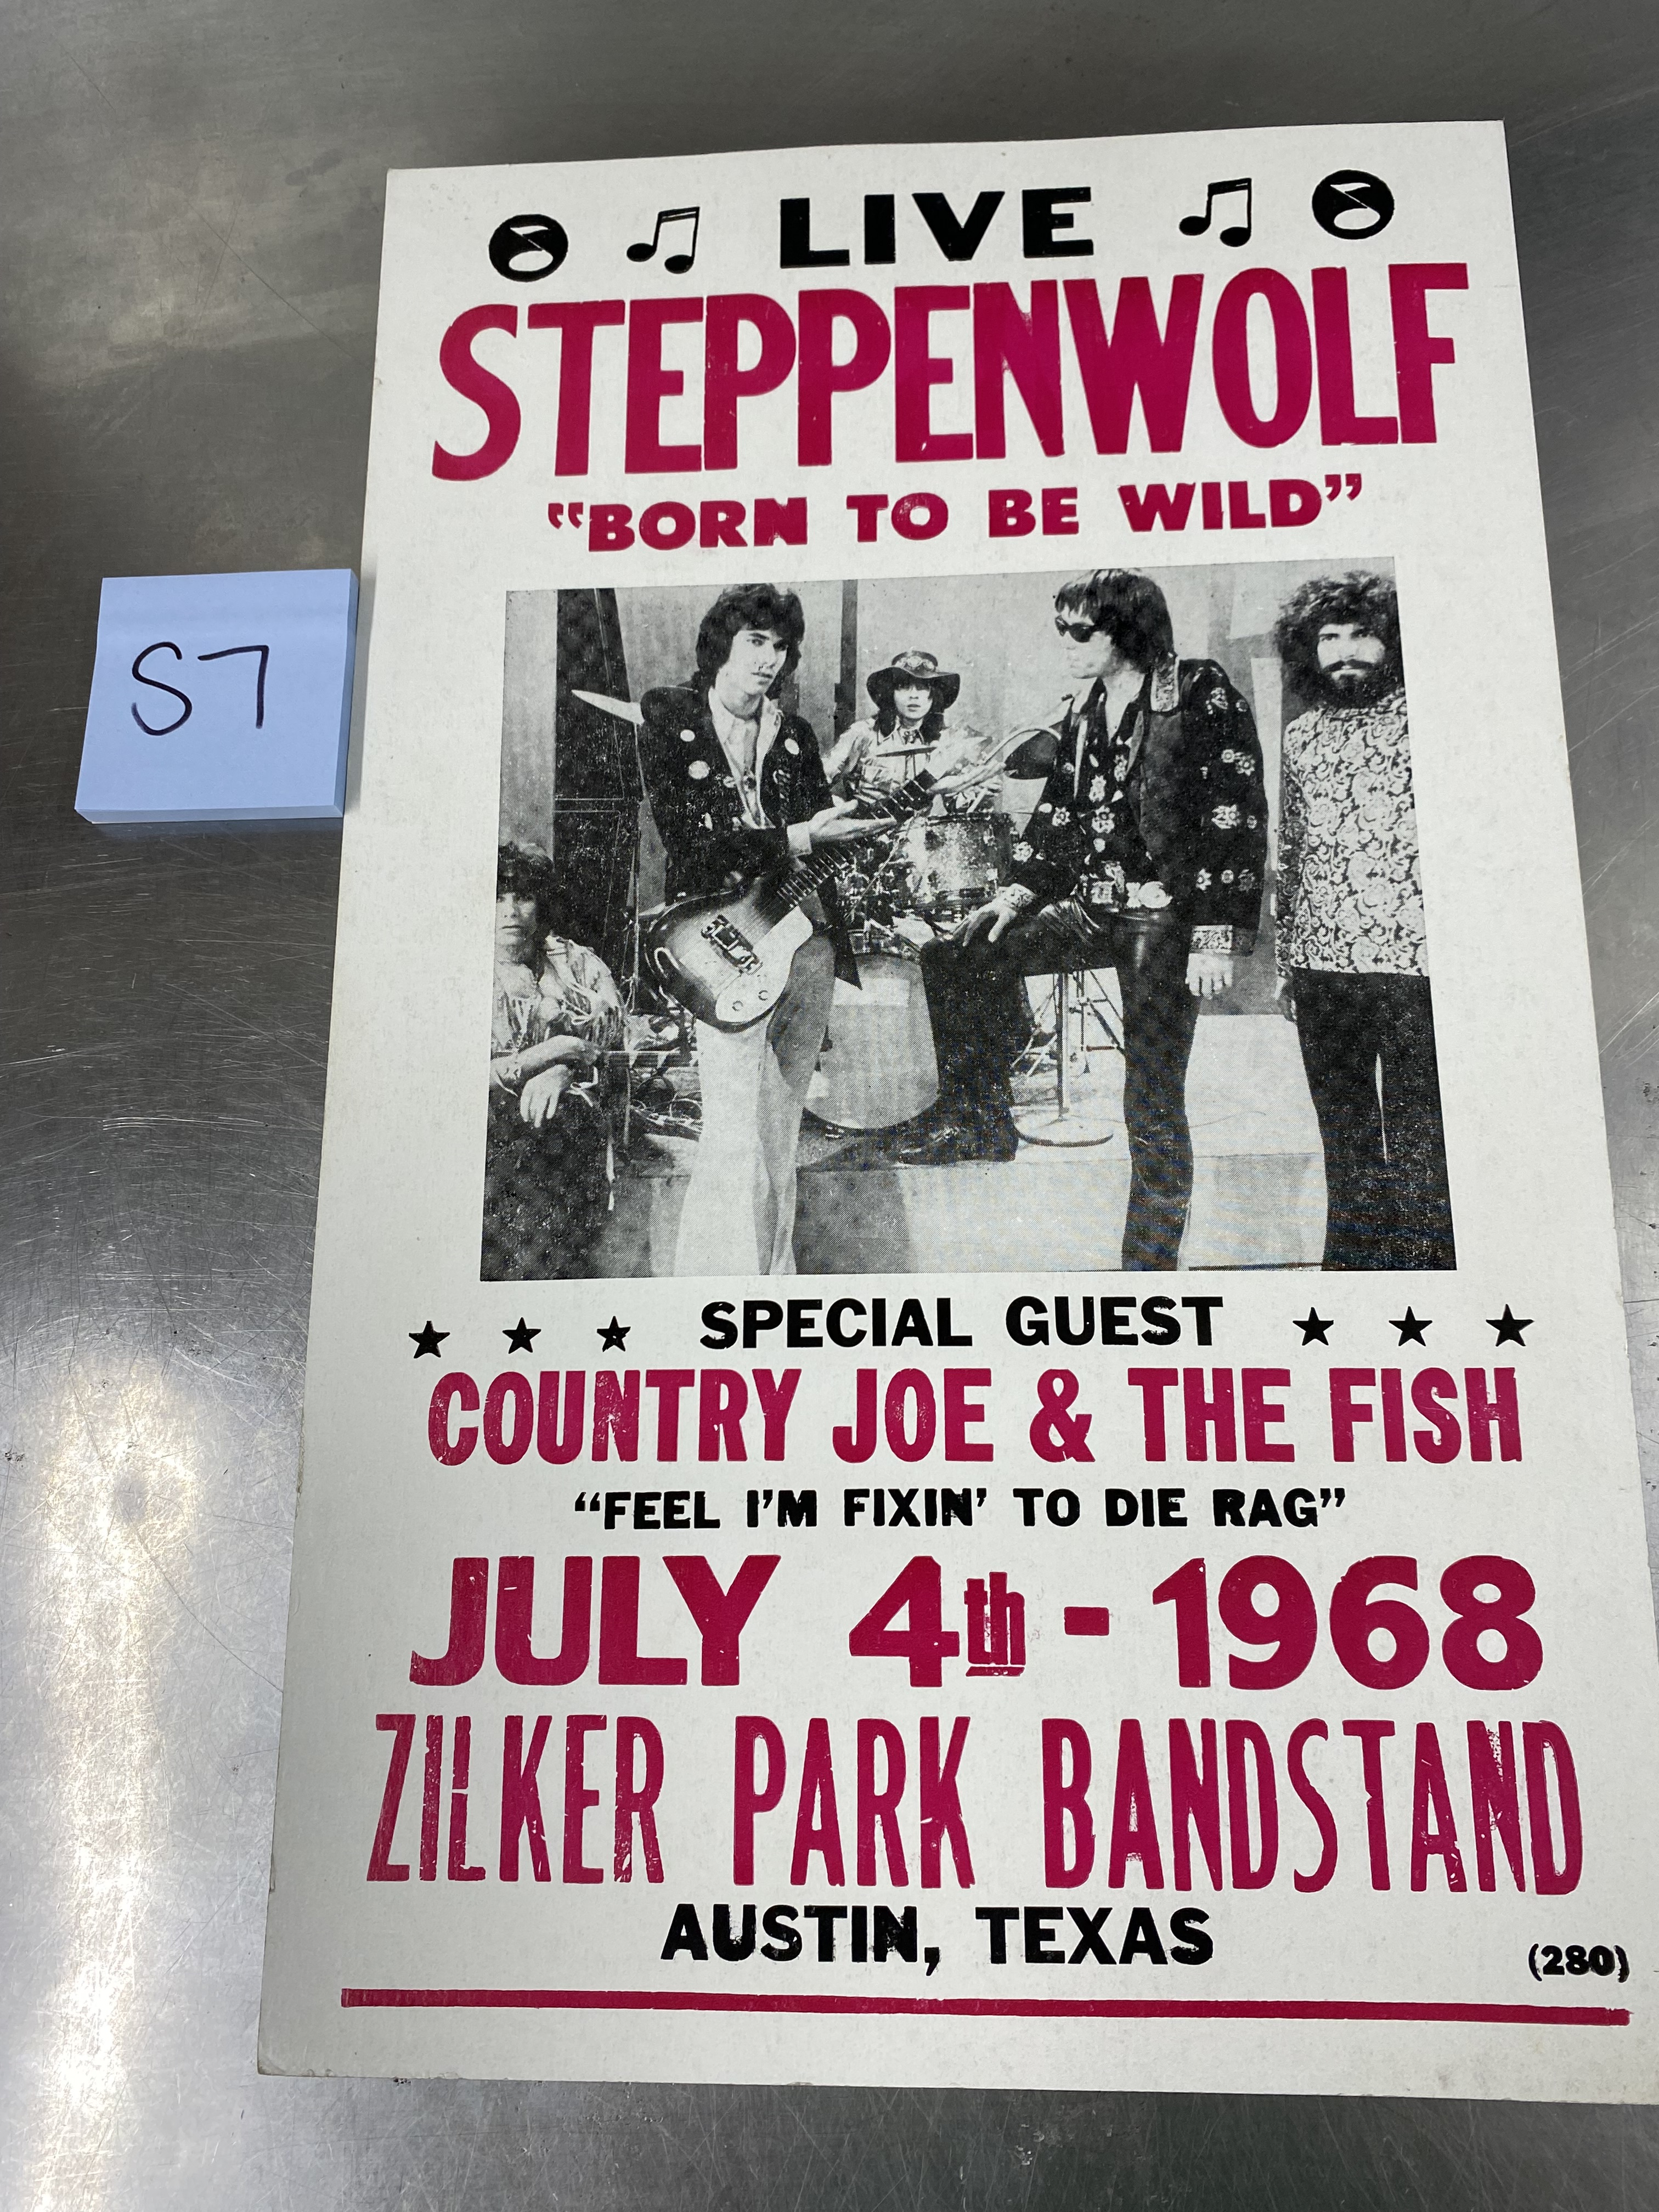 LIVE
STEPPENWOLF
“BORN TO BE WILD”
S7
SPECIAL GUEST
COUNTRY JOE & THE FISH
“FEEL I’M FIXIN’ TO DIE RAG”
JULY 4th - 1968
ZILKER PARK BANDSTAND
AUSTIN, TEXAS
(280)